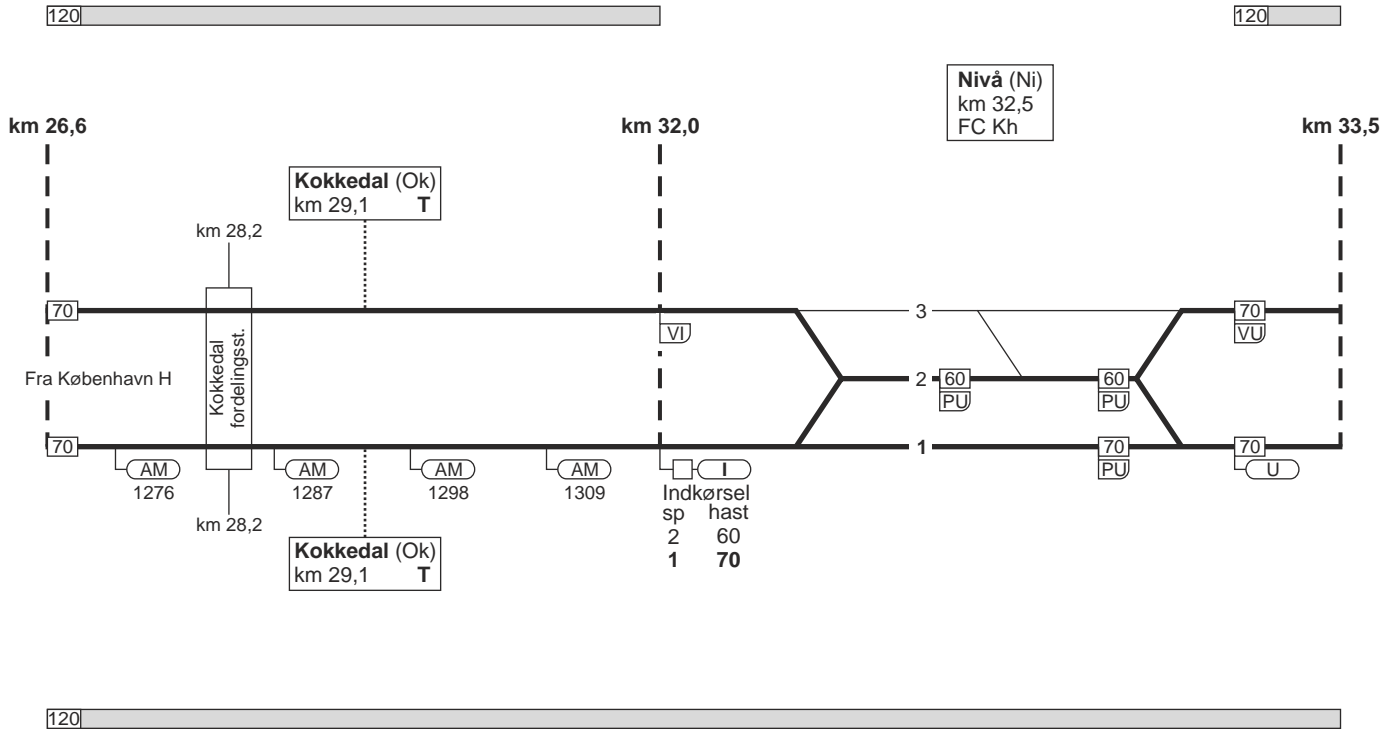 120
120
Nivå (Ni)
km 32,5
FC Kh
km 26,6
km 32,0
km 33,5
Kokkedal (Ok)
km 29,1 T
km 28,2
70
3
70
VI
VU
Kokkedal
fordelingsst.
Fra København H
2
60
60
PU
PU
70
1
70
70
AM
AM
AM
AM
I
PU
U
1276
1287
1298
1309
Indkørsel
sp hast
2 60
1 70
km 28,2
Kokkedal (Ok)
km 29,1 T
120